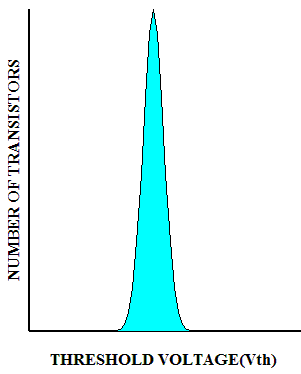 NUMBER OF TRANSISTORS
THRESHOLD VOLTAGE(Vth)